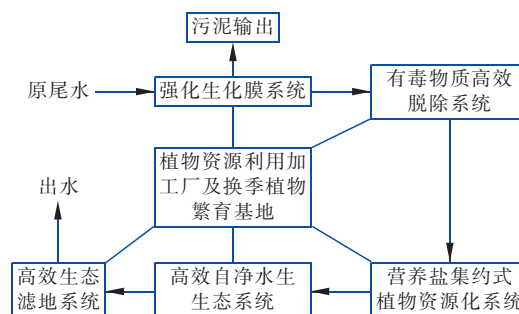 污泥输出
原尾水
强化生化膜系统
有毒物质高效
脱除系统
植物资源利用加
工厂及换季植物
繁育基地
出水
高效生态
滤地系统
高效自净水生
生态系统
营养盐集约式
植物资源化系统